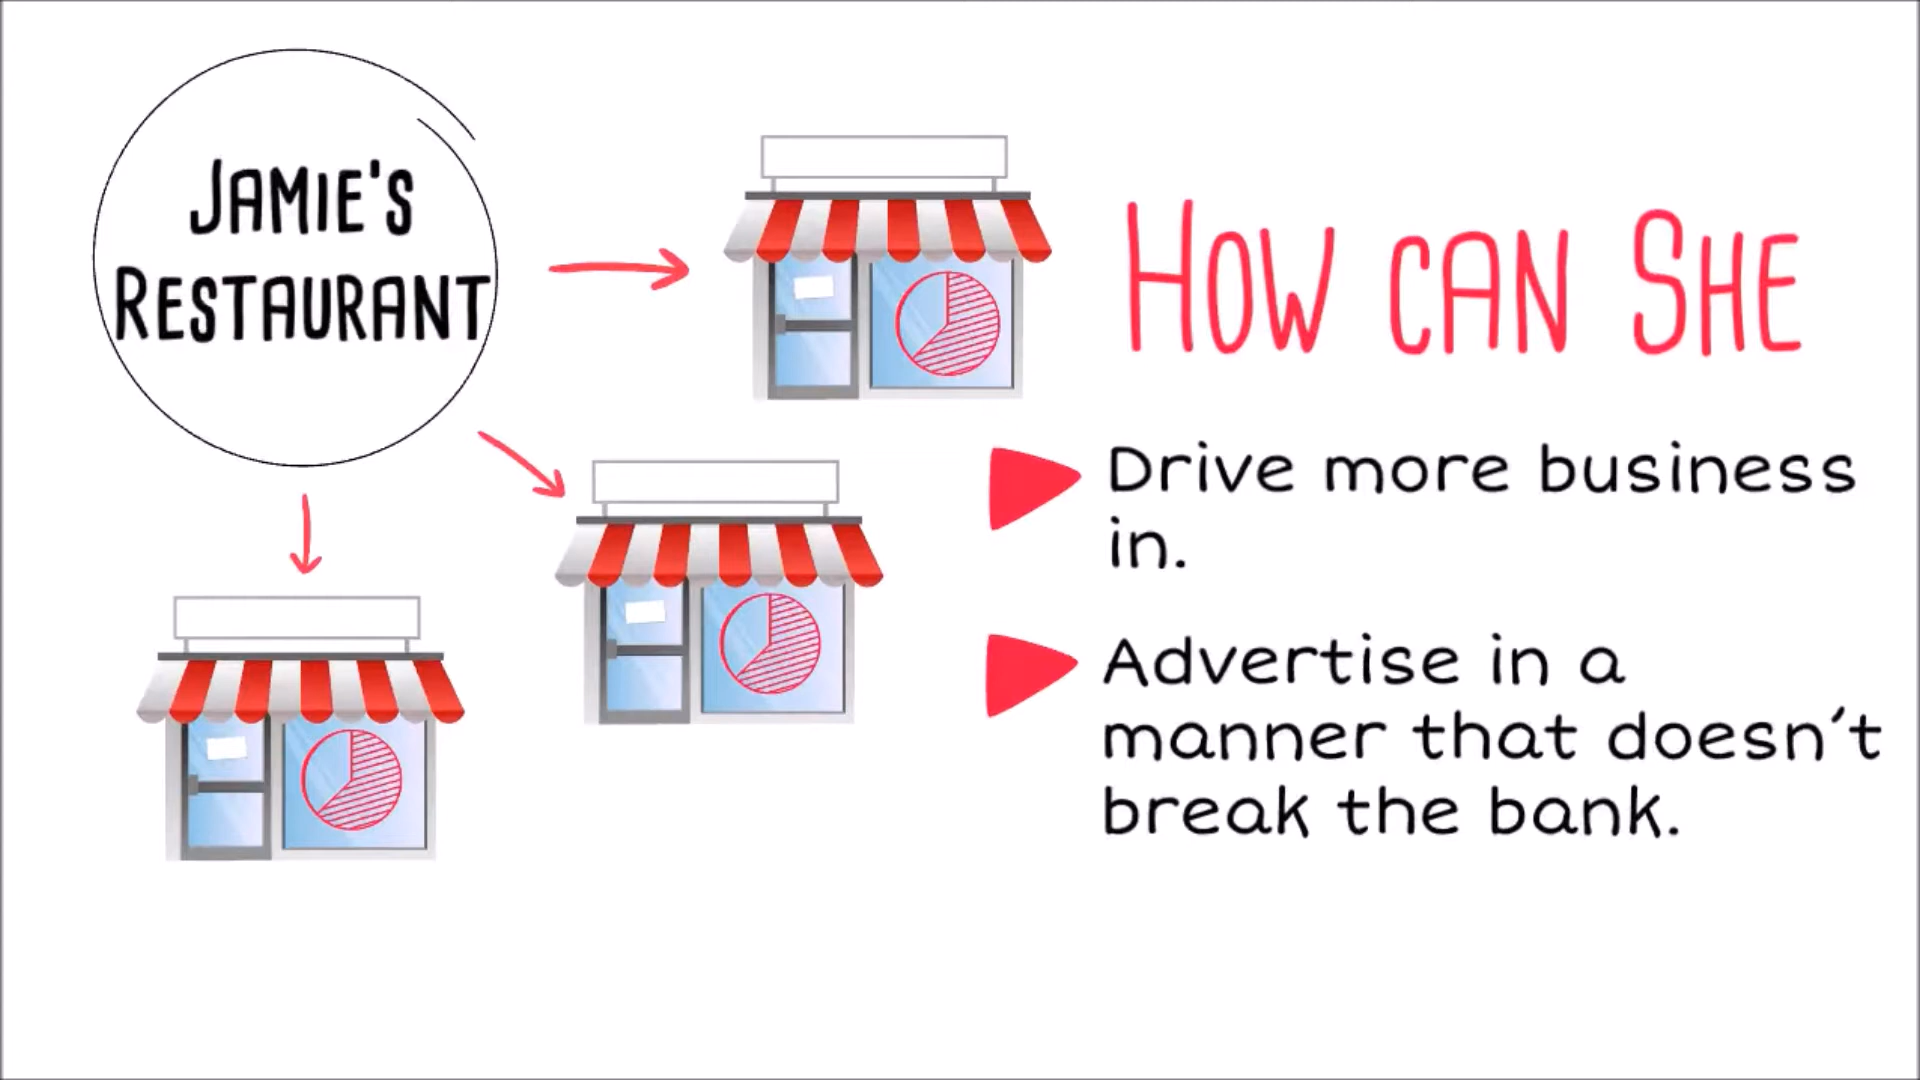 JAMIE'S
RESTAURANT
HOW CAN SHE
Drive more business
in.
Advertise in a
manner that doesn't
break the bank.